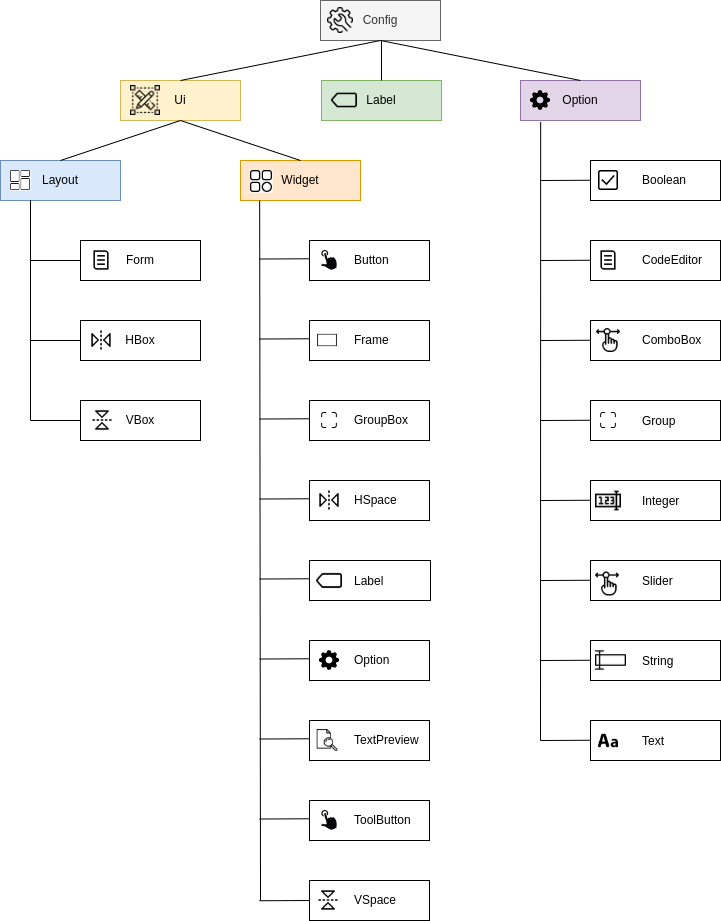 Config
Ui
Label
Option
Layout
Widget
Boolean
Form
Button
CodeEditor
HBox
Frame
ComboBox
VBox
GroupBox
Group
HSpace
123
Integer
Label
Slider
Option
String
TextPreview
Aa
Text
ToolButton
VSpace